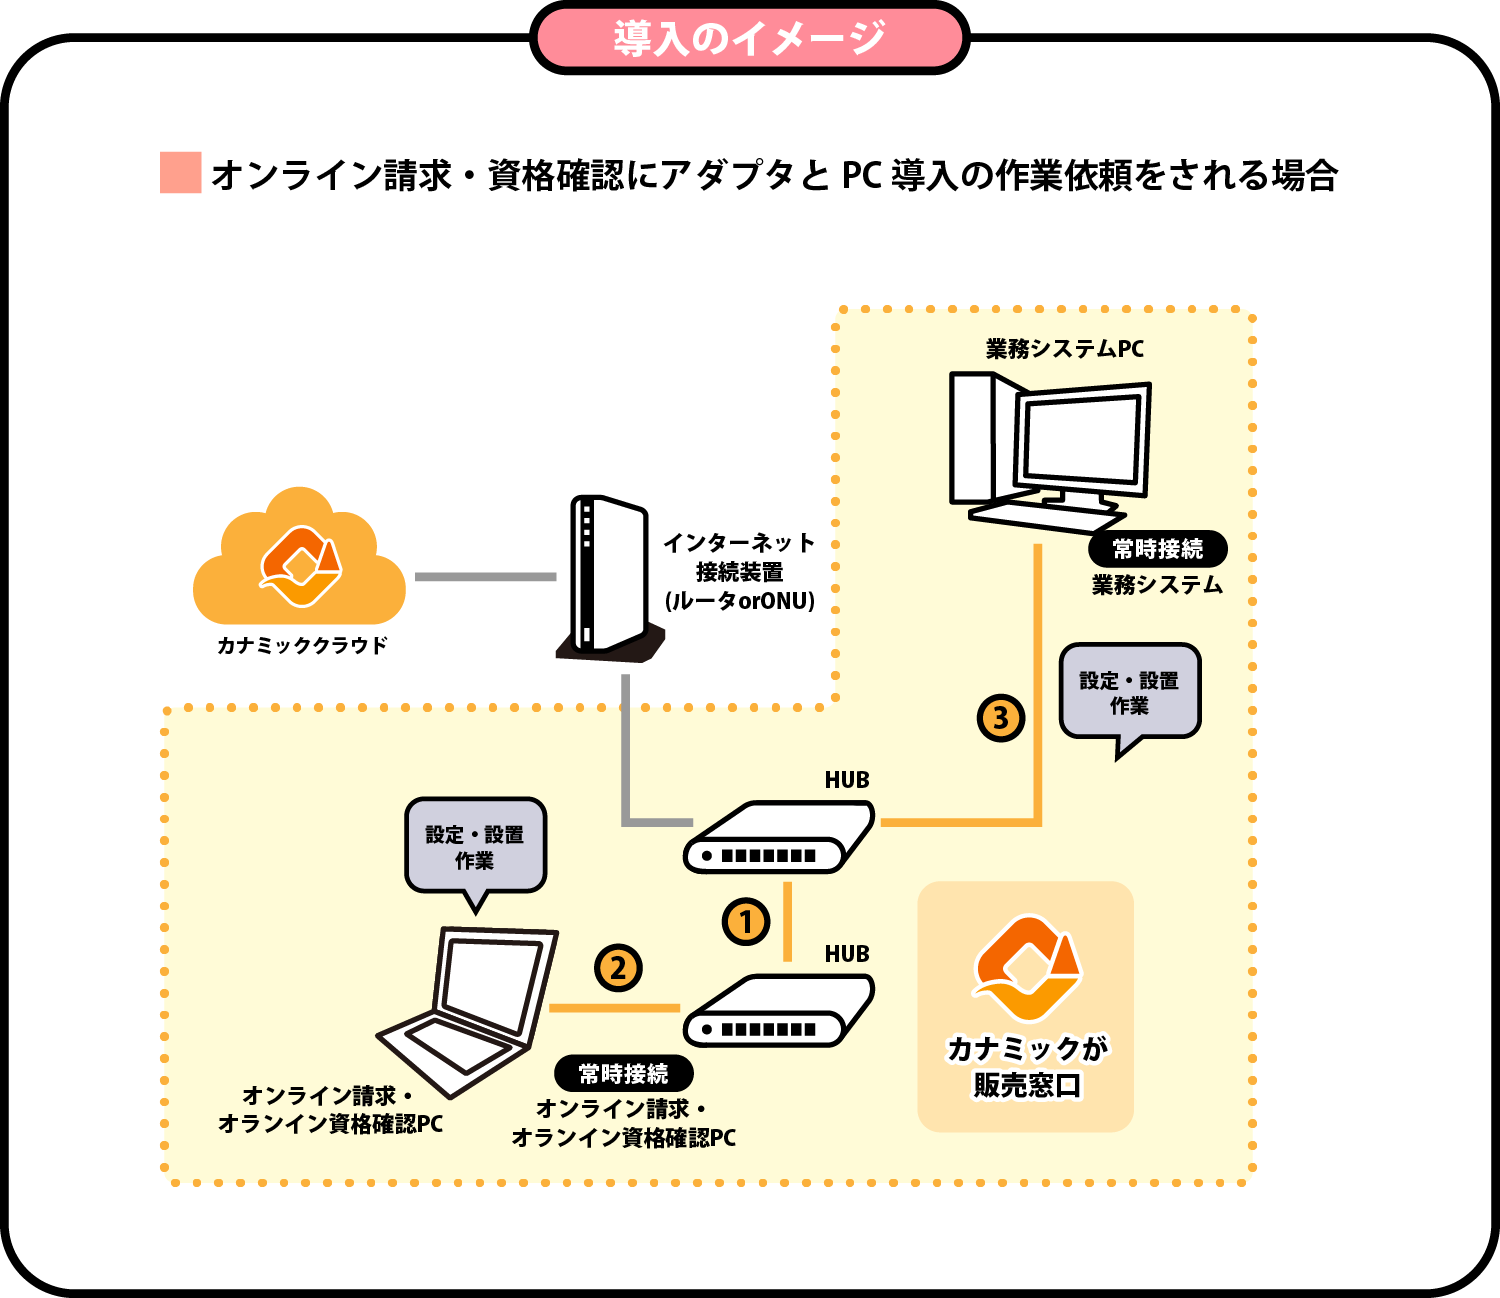 導入のイメージ
オンライン請求・資格確認にアダプタと PC 導入の作業依頼をされる場合
業務システムPC
常時接続
業務システム
インターネット
接続装置
(ルータorONU)
カナミッククラウド
設定・設置
作業
3
HUB
設定・設置
作業
1
HUB
2
カナミックが
販売窓口
常時接続
オンライン請求・
オランイン資格確認PC
オンライン請求・
オランイン資格確認PC